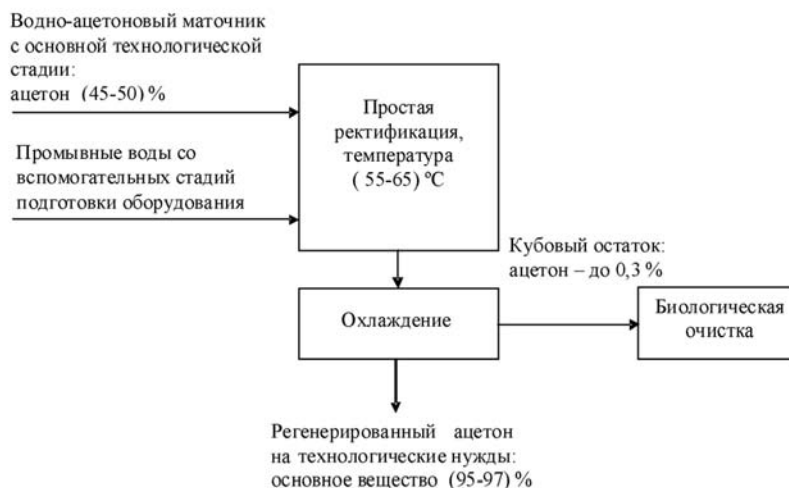 Водно-ацетоновый маточник
с основной технологической
стадии:
ацетон (45-50) %
Промывные воды со
вспомогательных стадий
подготовки оборудования
Простая
ректификация,
температура
( 55-65) ºС
Кубовый остаток:
ацетон – до 0,3 %
Охлаждение
Биологическая
очистка
Регенерированный ацетон
на технологические нужды:
основное вещество (95-97) %